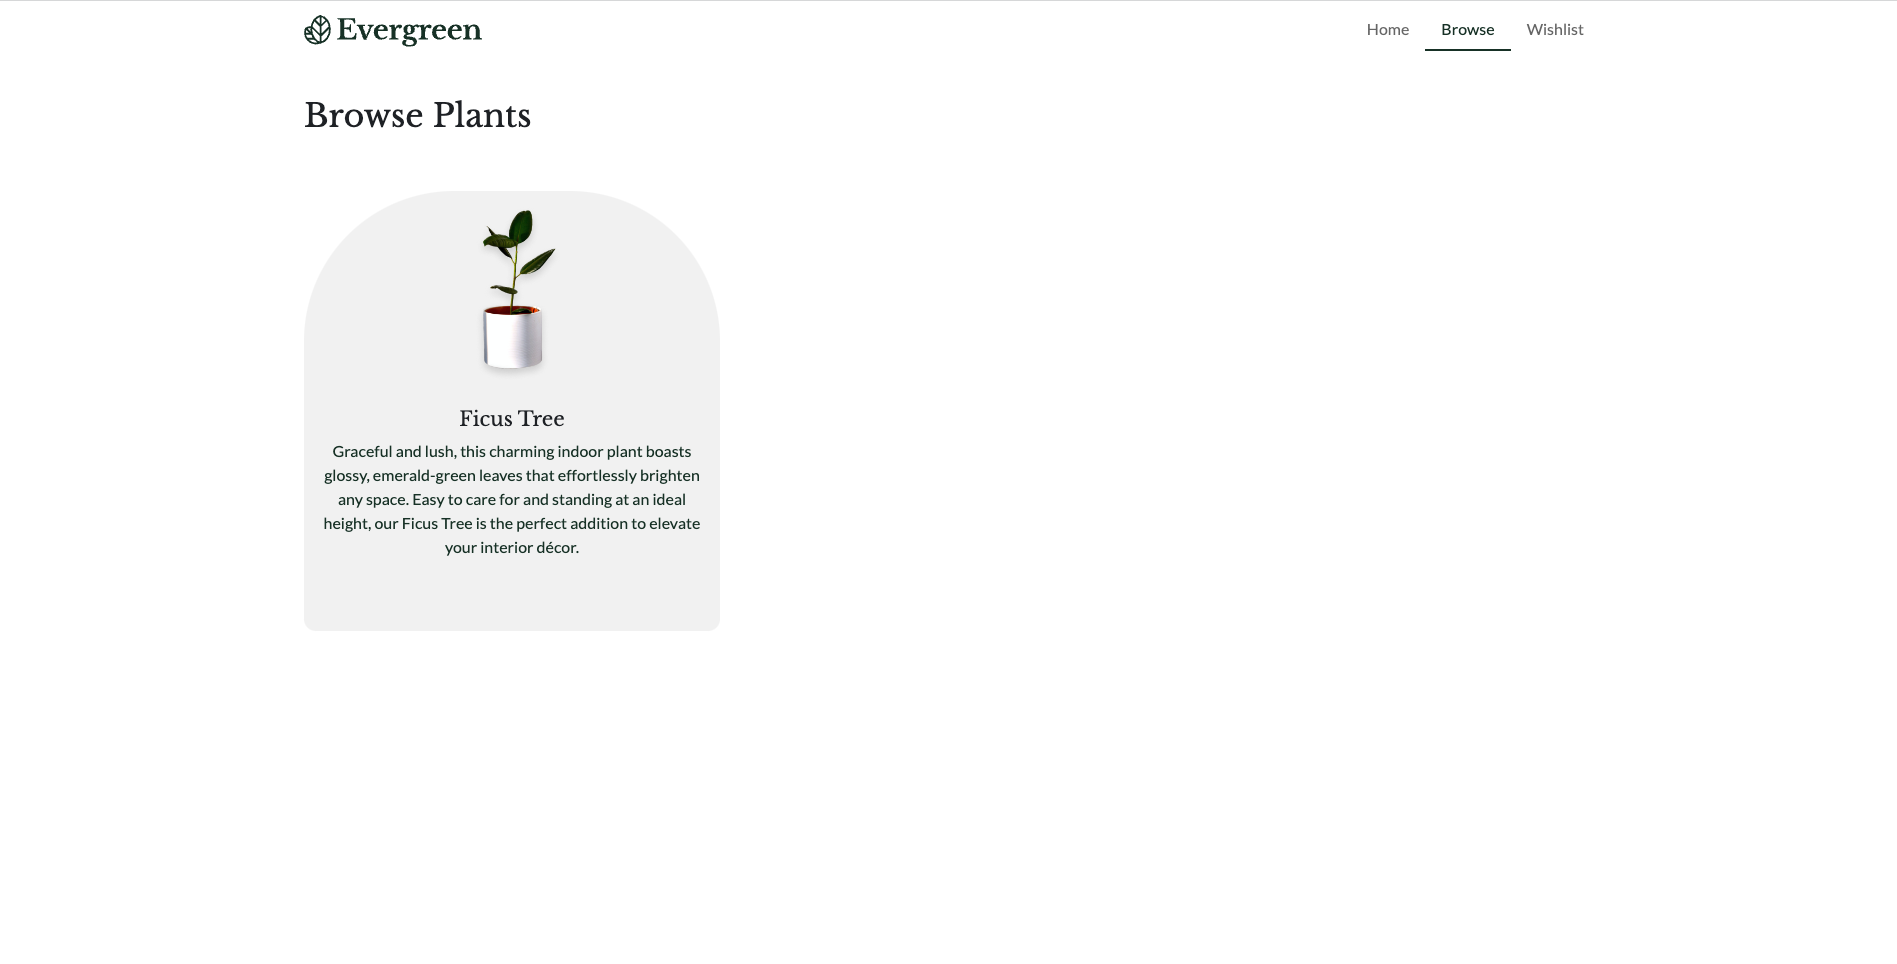 Evergreen
Home Browse Wishlist
Browse Plants
Ficus Tree
Graceful and lush, this charming indoor plant boasts
glossy, emerald-green leaves that effortlessly brighten
any space. Easy to care for and standing at an ideal
height, our Ficus Tree is the perfect addition to elevate
your interior décor.